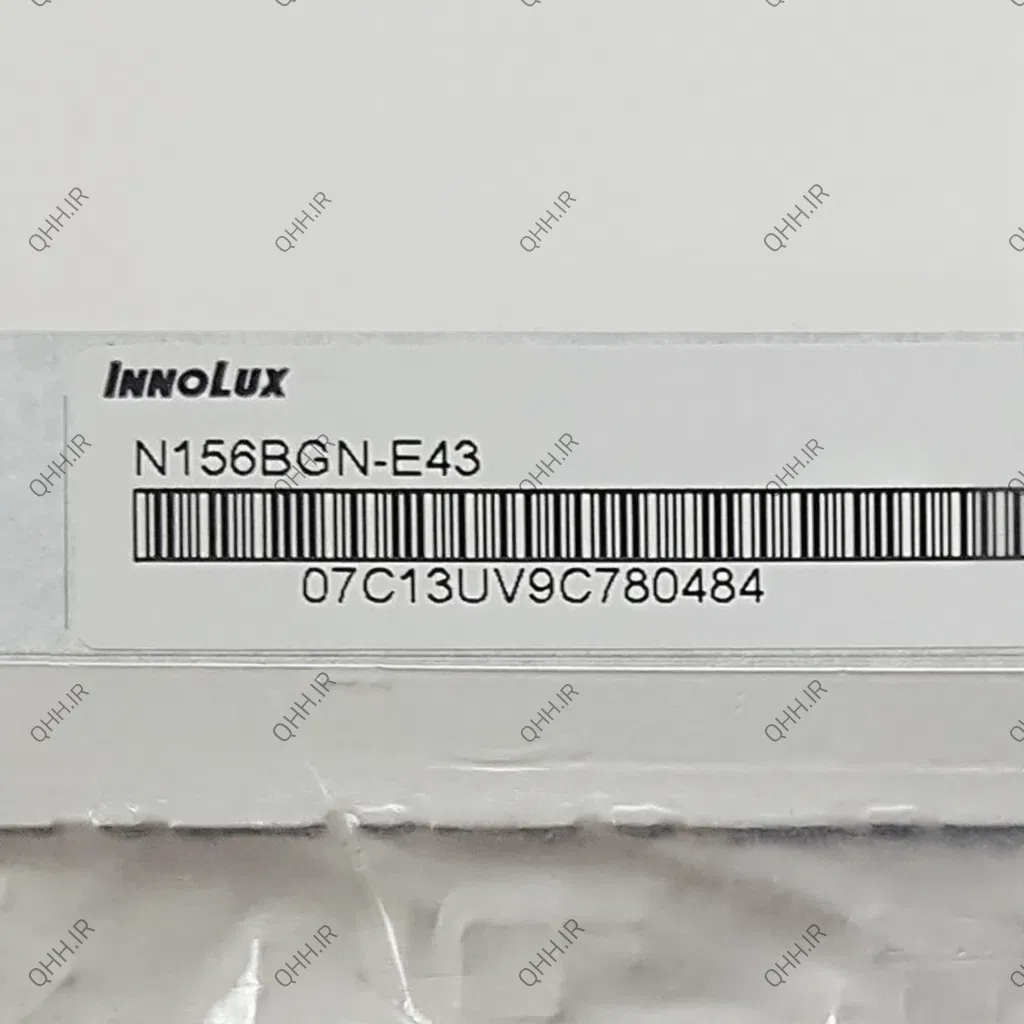 INNOLUX
N156BGN-E43
07C13UV9C780484
QHH.IR